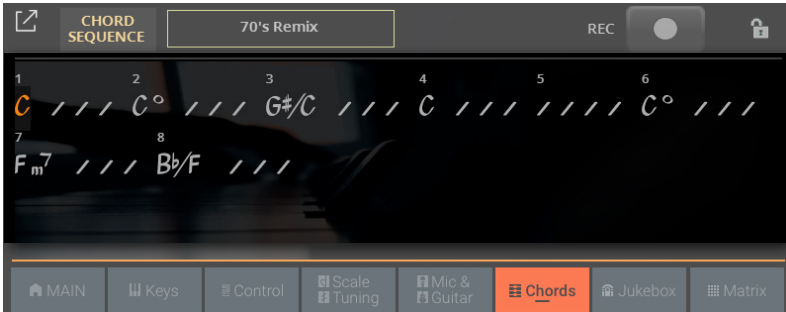 CHORD SEQUENCE 70's Remix REC
1 2 3 4 5 6
C / / / C° / / / G♯/C / / / C / / / / / / / C° / / /
7 8
Fm7 / / / B♭/F / / /
MAIN Keys Control Scale Tuning Mic & Guitar Chords Jukebox Matrix